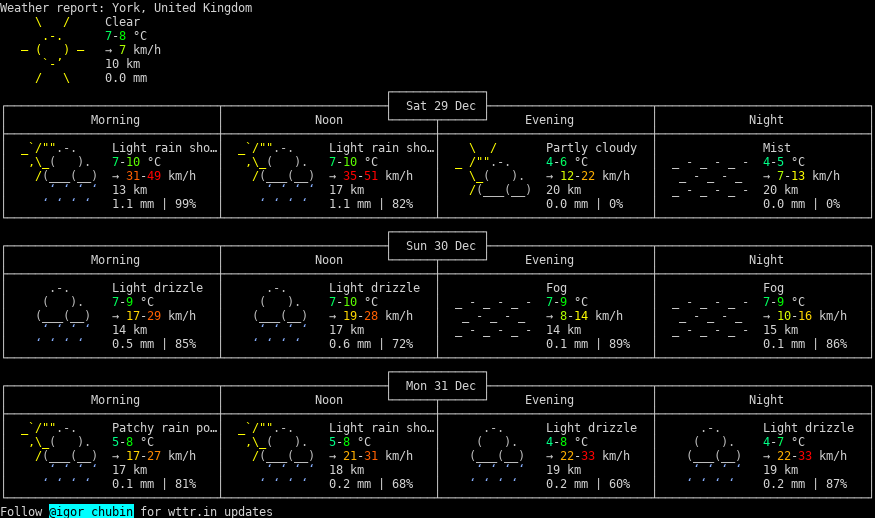 Weather report: York, United Kingdom
Clear
7-8 °C
→ 7 km/h
10 km
0.0 mm
Sat 29 Dec
Morning Noon Evening Night
Light rain sho… Light rain sho… Partly cloudy Mist
7-10 °C 7-10 °C 4-6 °C 4-5 °C
→ 31-49 km/h → 35-51 km/h → 12-22 km/h → 7-13 km/h
13 km 17 km 20 km 20 km
1.1 mm | 99% 1.1 mm | 82% 0.0 mm | 0% 0.0 mm | 0%
Sun 30 Dec
Morning Noon Evening Night
Light drizzle Light drizzle Fog Fog
7-9 °C 7-10 °C 7-9 °C 7-9 °C
→ 17-29 km/h → 19-28 km/h → 8-14 km/h → 10-16 km/h
14 km 17 km 14 km 15 km
0.5 mm | 85% 0.6 mm | 72% 0.1 mm | 89% 0.1 mm | 86%
Mon 31 Dec
Morning Noon Evening Night
Patchy rain po… Light rain sho… Light drizzle Light drizzle
5-8 °C 5-8 °C 4-8 °C 4-7 °C
→ 17-27 km/h → 21-31 km/h → 22-33 km/h → 22-33 km/h
17 km 18 km 19 km 19 km
0.1 mm | 81% 0.2 mm | 68% 0.2 mm | 60% 0.2 mm | 87%
Follow @igor_chubin for wttr.in updates